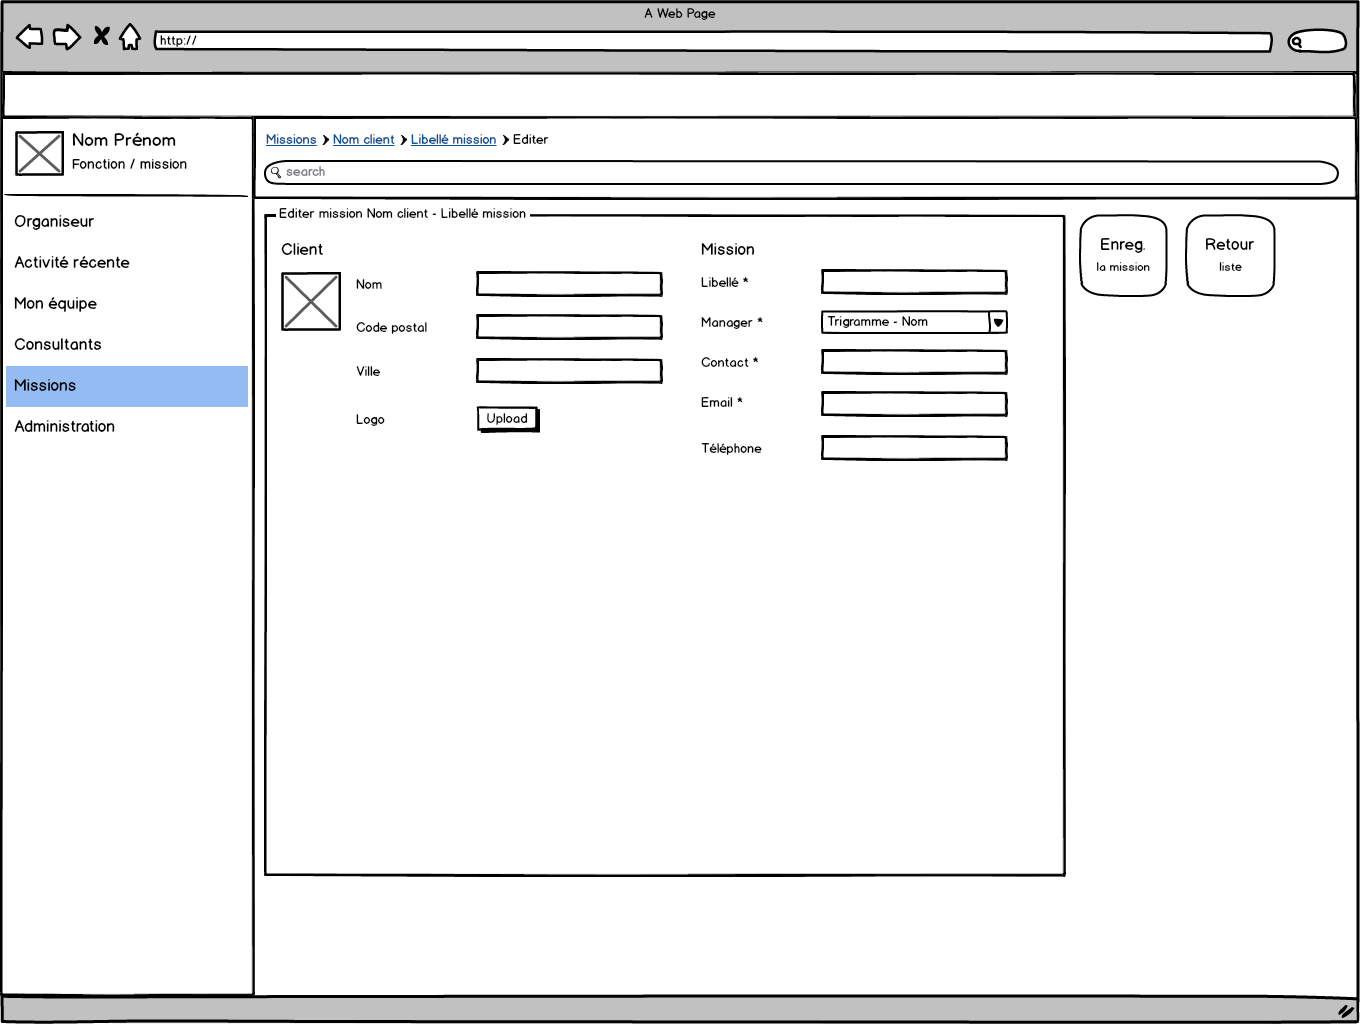 A Web Page
http://
Nom Prénom
Fonction / mission
Organiseur
Activité récente
Mon équipe
Consultants
Missions
Administration
Missions Nom client Libellé mission Editer
search
Editer mission Nom client - Libellé mission
Client
Nom
Code postal
Ville
Logo
Upload
Mission
Libellé *
Manager *
Trigramme - Nom
Contact *
Email *
Téléphone
Enreg.
la mission
Retour
liste